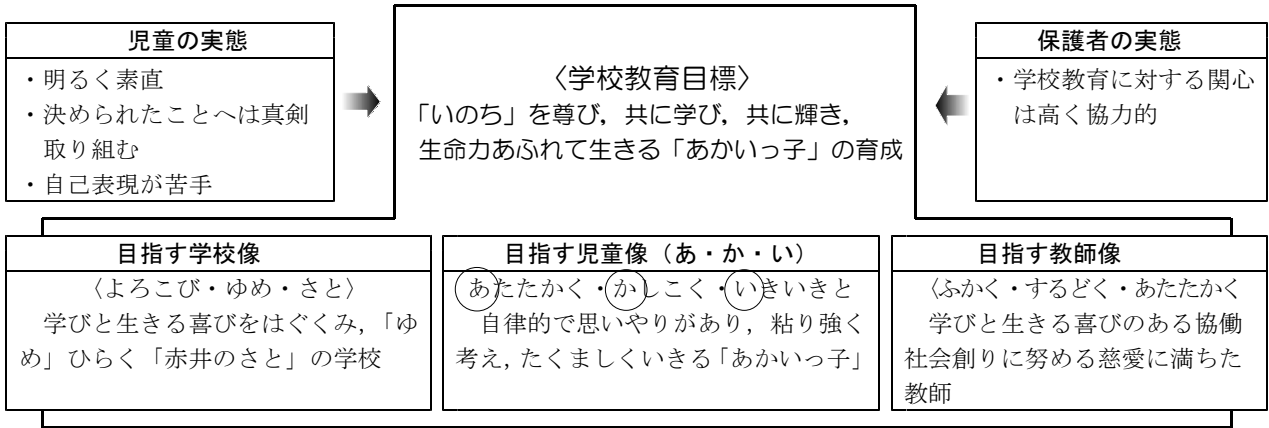 児童の実態
・明るく素直
・決められたことへは真剣
取り組む
・自己表現が苦手
〈学校教育目標〉
「いのち」を尊び，共に学び，共に輝き，
生命力あふれて生きる「あかいっ子」の育成
保護者の実態
・学校教育に対する関心
は高く協力的
目指す学校像
〈よろこび・ゆめ・さと〉
学びと生きる喜びをはぐくみ，「ゆ
め」ひらく「赤井のさと」の学校
目指す児童像（あ・か・い）
あたたかく・かしこく・いきいきと
自律的で思いやりがあり，粘り強く
考え，たくましくいきる「あかいっ子」
目指す教師像
〈ふかく・するどく・あたたかく
学びと生きる喜びのある協働
社会創りに努める慈愛に満ちた
教師